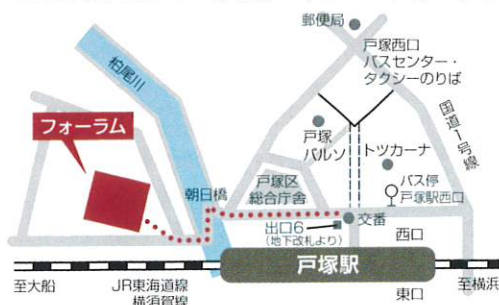 郵便局
戸塚西口
バスセンター・
タクシーのりば
柏尾川
国道1号線
フォーラム
戸塚
パルソ
トツカーナ
朝日橋
戸塚区
総合庁舎
バス停
戸塚駅西口
出口6
(地下改札より)
交番
西口
戸塚駅
至大船
JR東海道線
横須賀線
東口
至横浜